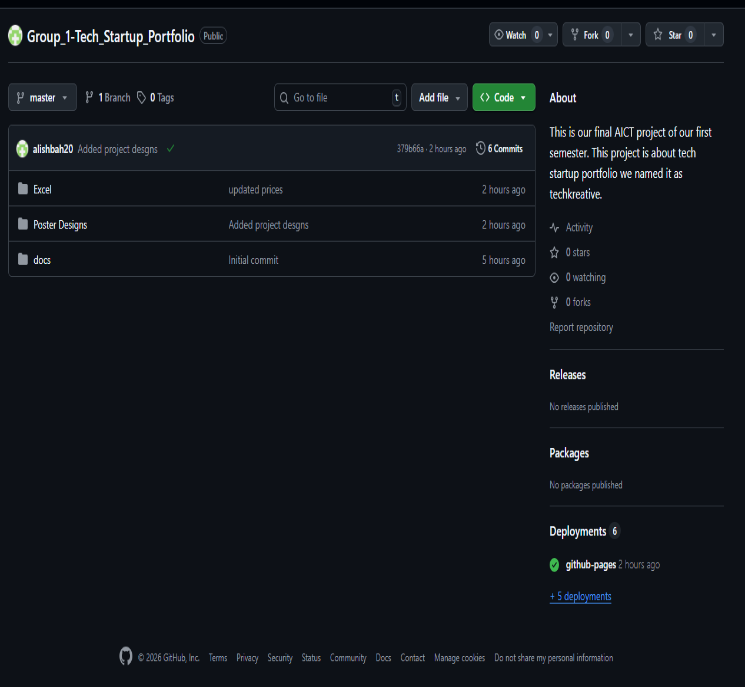 Group_1-Tech_Startup_Portfolio Public
Watch 0 Fork 0 Star 0
master 1 Branch 0 Tags Go to file t Add file Code
alishbah20 Added project desgns 379b66a · 2 hours ago 6 Commits
Excel updated prices 2 hours ago
Poster Designs Added project desgns 2 hours ago
docs Initial commit 5 hours ago
About
This is our final AICT project of our first
semester. This project is about tech
startup portfolio we named it as
techkreative.
Activity
0 stars
0 watching
0 forks
Report repository
Releases
No releases published
Packages
No packages published
Deployments 6
github-pages 2 hours ago
+ 5 deployments
© 2026 GitHub, Inc. Terms Privacy Security Status Community Docs Contact Manage cookies Do not share my personal information